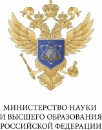 МИНИСТЕРСТВО НАУКИ
И ВЫСШЕГО ОБРАЗОВАНИЯ
РОССИЙСКОЙ ФЕДЕРАЦИИ